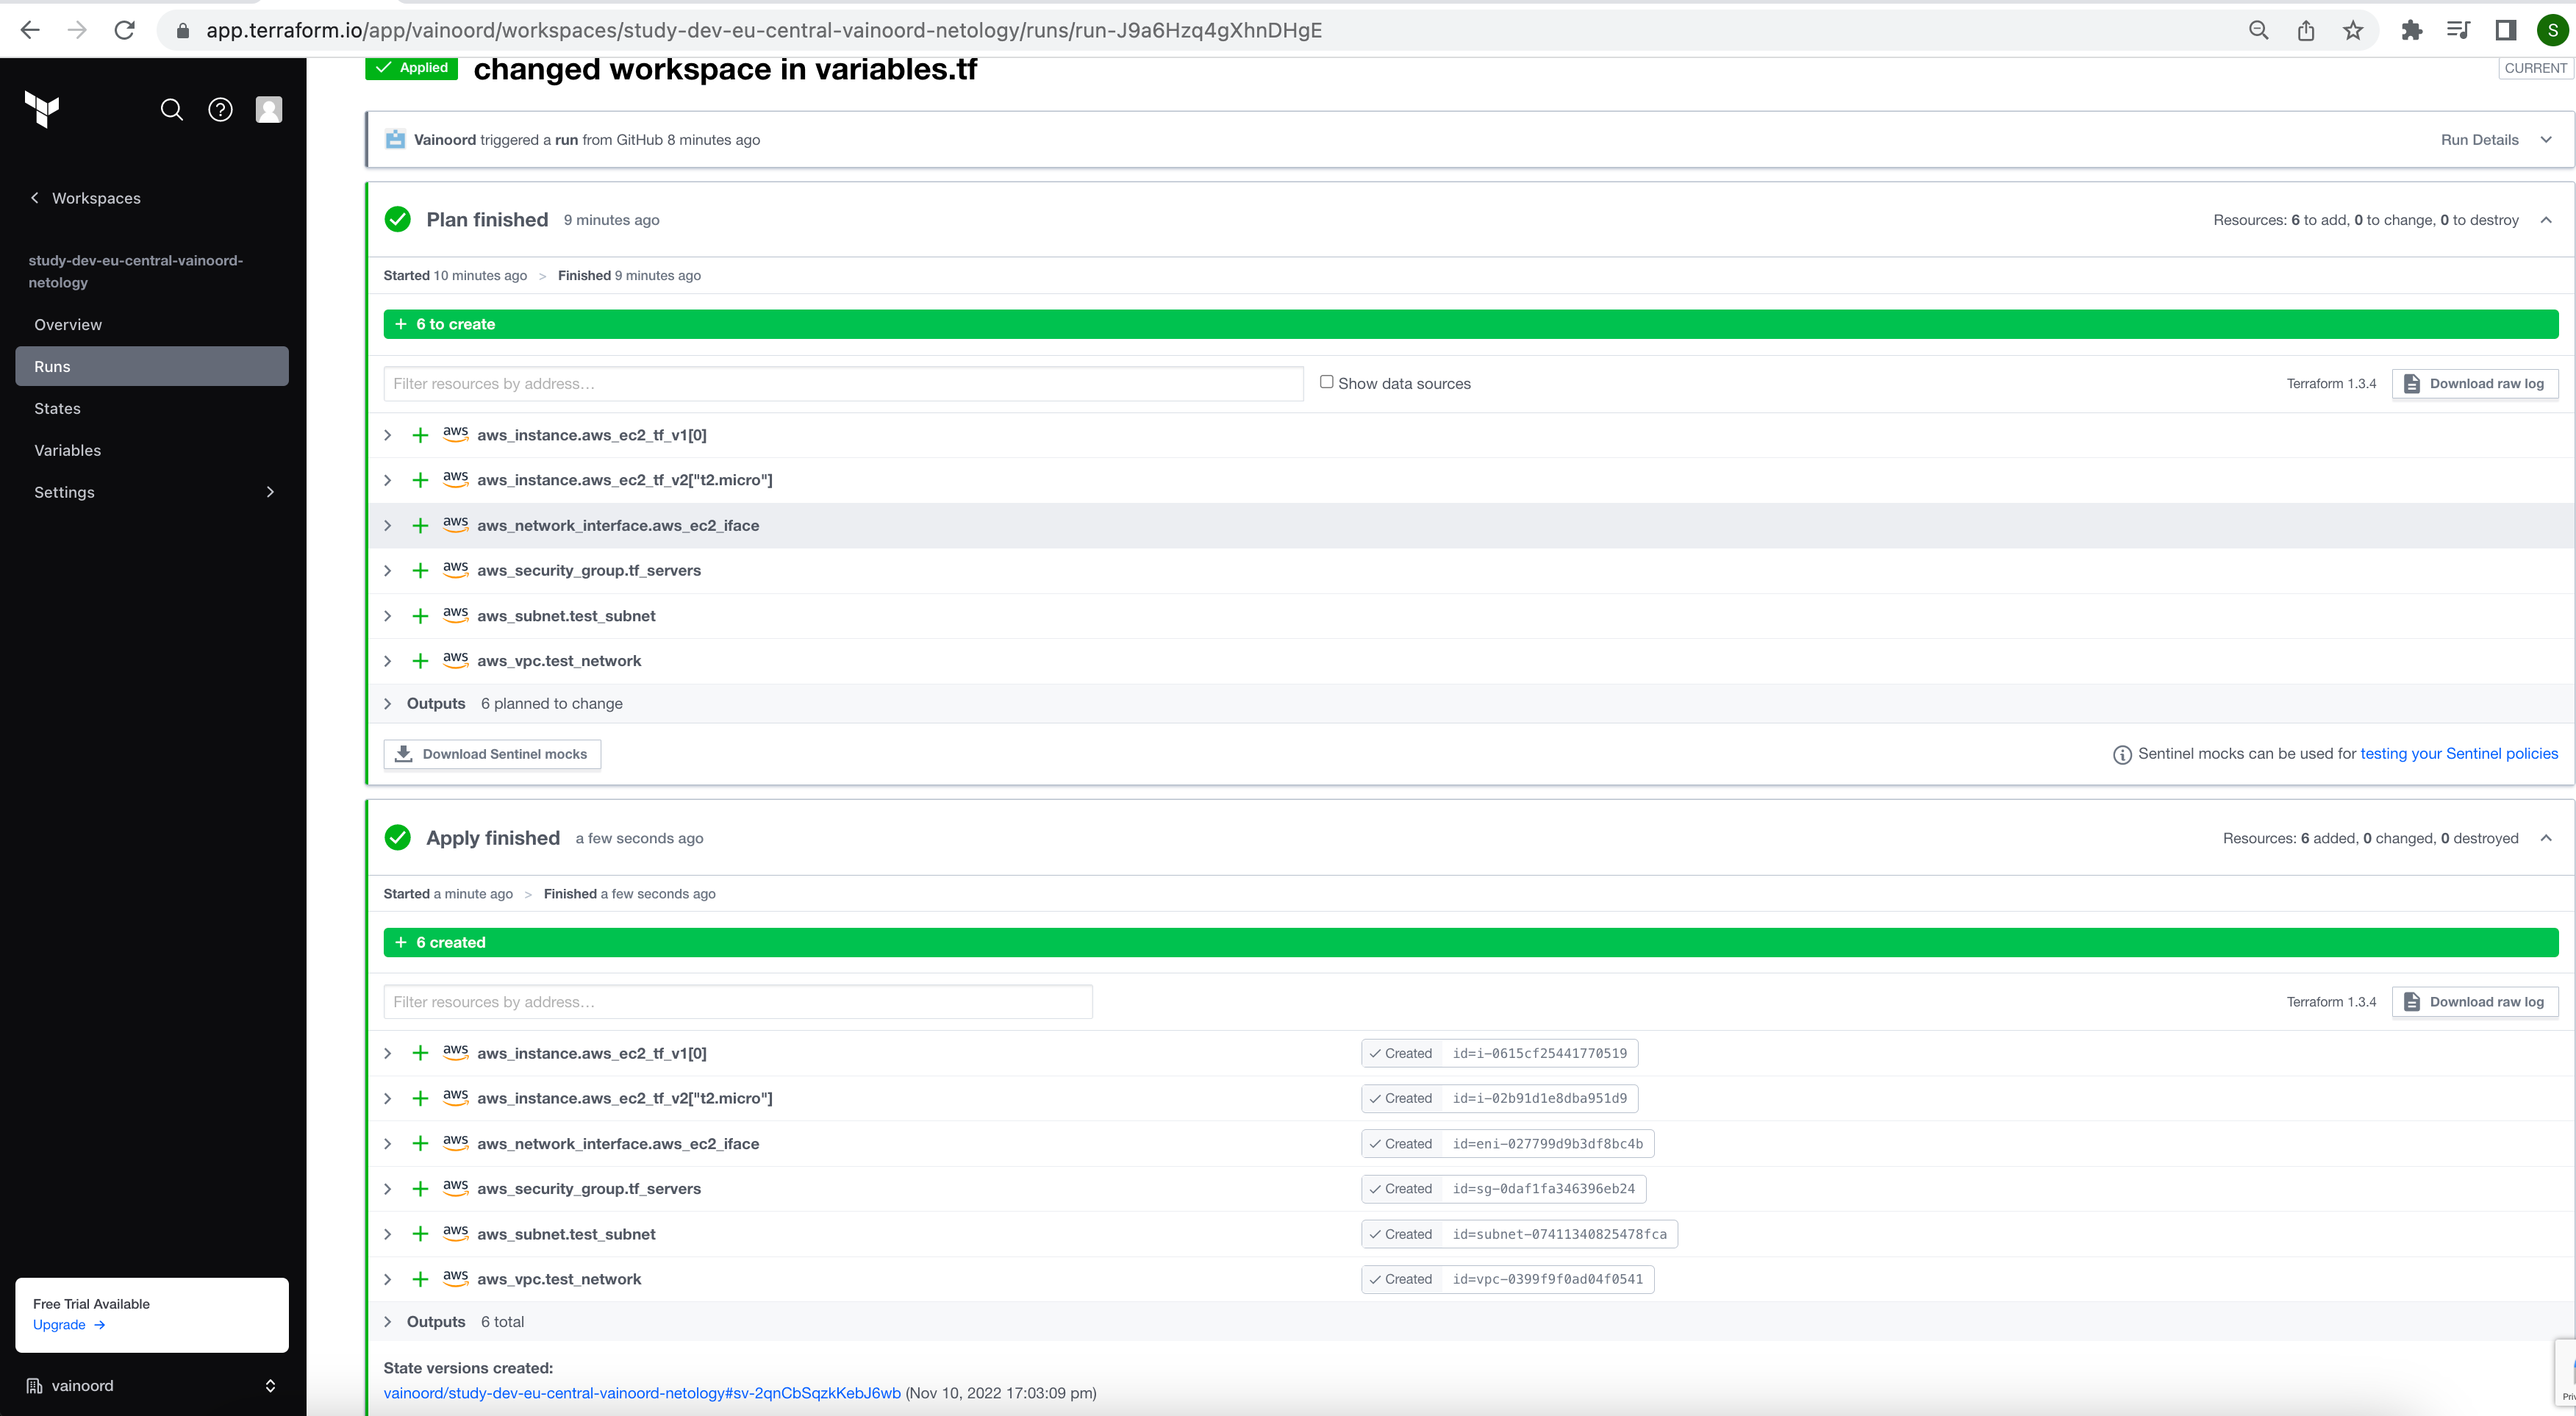 app.terraform.io/app/vainoord/workspaces/study-dev-eu-central-vainoord-netology/runs/run-J9a6Hzq4gXhnDHgE
S
Workspaces
study-dev-eu-central-vainoord-
netology
Overview
Runs
States
Variables
Settings
Free Trial Available
Upgrade
vainoord
Applied changed workspace in variables.tf CURRENT
Vainoord triggered a run from GitHub 8 minutes ago Run Details
Plan finished 9 minutes ago Resources: 6 to add, 0 to change, 0 to destroy
Started 10 minutes ago > Finished 9 minutes ago
+ 6 to create
Filter resources by address... Show data sources Terraform 1.3.4 Download raw log
+ aws aws_instance.aws_ec2_tf_v1[0]
+ aws aws_instance.aws_ec2_tf_v2["t2.micro"]
+ aws aws_network_interface.aws_ec2_iface
+ aws aws_security_group.tf_servers
+ aws aws_subnet.test_subnet
+ aws aws_vpc.test_network
Outputs 6 planned to change
Download Sentinel mocks Sentinel mocks can be used for testing your Sentinel policies
Apply finished a few seconds ago Resources: 6 added, 0 changed, 0 destroyed
Started a minute ago > Finished a few seconds ago
+ 6 created
Filter resources by address... Terraform 1.3.4 Download raw log
+ aws aws_instance.aws_ec2_tf_v1[0] Created id=i-0615cf25441770519
+ aws aws_instance.aws_ec2_tf_v2["t2.micro"] Created id=i-02b91d1e8dba951d9
+ aws aws_network_interface.aws_ec2_iface Created id=eni-027799d9b3df8bc4b
+ aws aws_security_group.tf_servers Created id=sg-0daf1fa346396eb24
+ aws aws_subnet.test_subnet Created id=subnet-07411340825478fca
+ aws aws_vpc.test_network Created id=vpc-0399f9f0ad04f0541
Outputs 6 total
State versions created:
vainoord/study-dev-eu-central-vainoord-netology#sv-2qnCbSqzkKebJ6wb (Nov 10, 2022 17:03:09 pm)